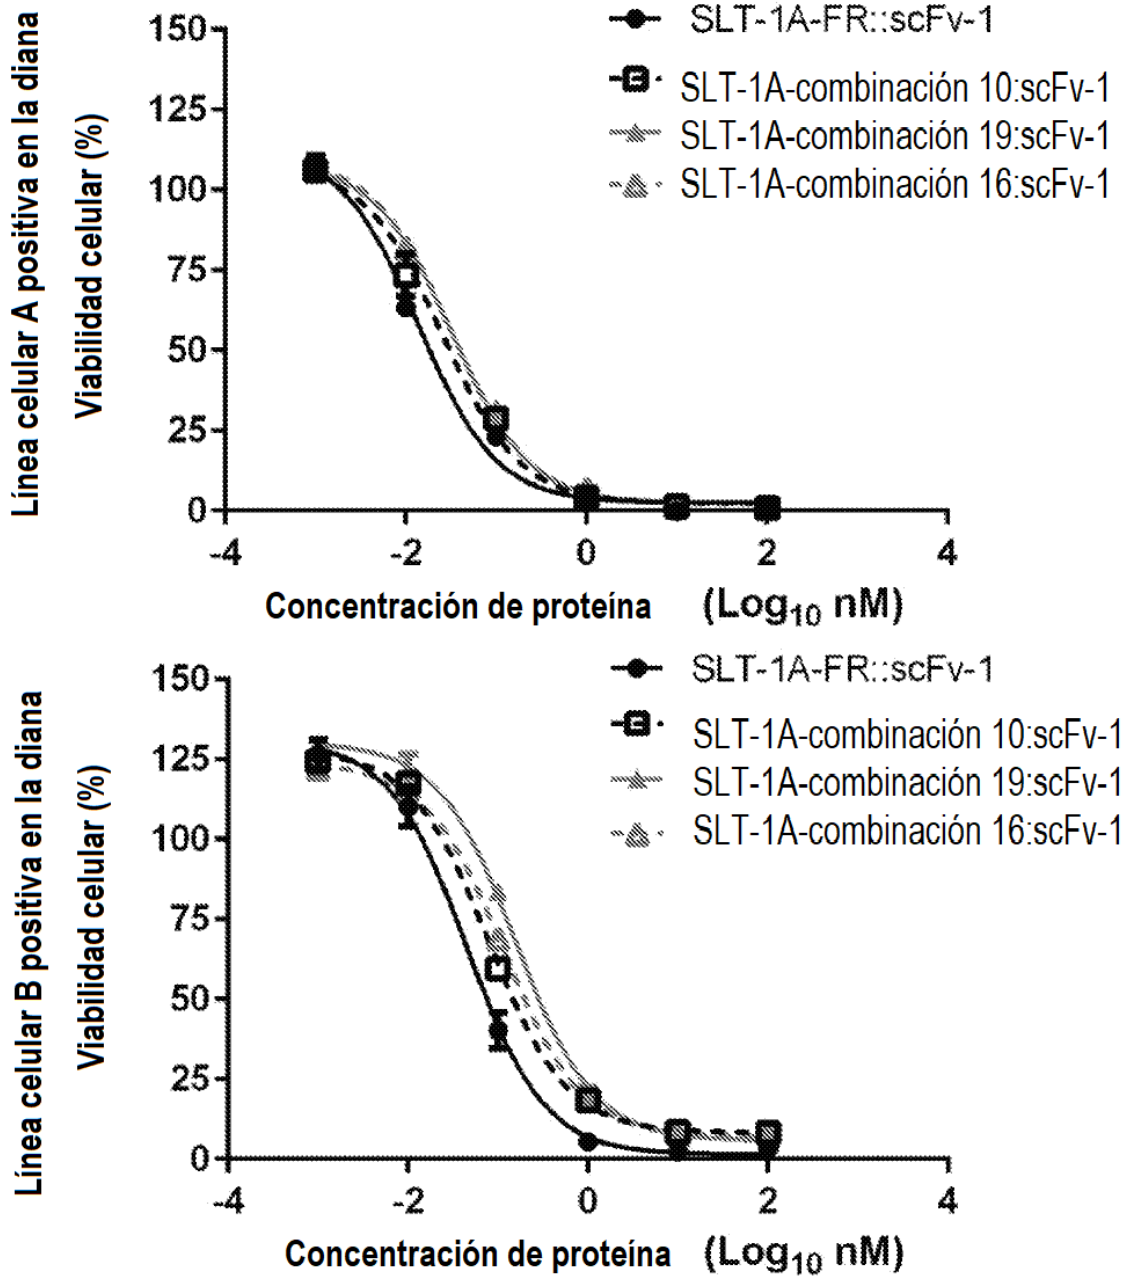 SLT-1A-FR::scFv-1
SLT-1A-combinación 10:scFv-1
SLT-1A-combinación 19:scFv-1
SLT-1A-combinación 16:scFv-1
Línea celular A positiva en la diana
Viabilidad celular (%)
150
125
100
75
50
25
0
-4 -2 0 2 4
Concentración de proteína (Log10 nM)
SLT-1A-FR::scFv-1
SLT-1A-combinación 10:scFv-1
SLT-1A-combinación 19:scFv-1
SLT-1A-combinación 16:scFv-1
Línea celular B positiva en la diana
Viabilidad celular (%)
150
125
100
75
50
25
0
-4 -2 0 2 4
Concentración de proteína (Log10 nM)